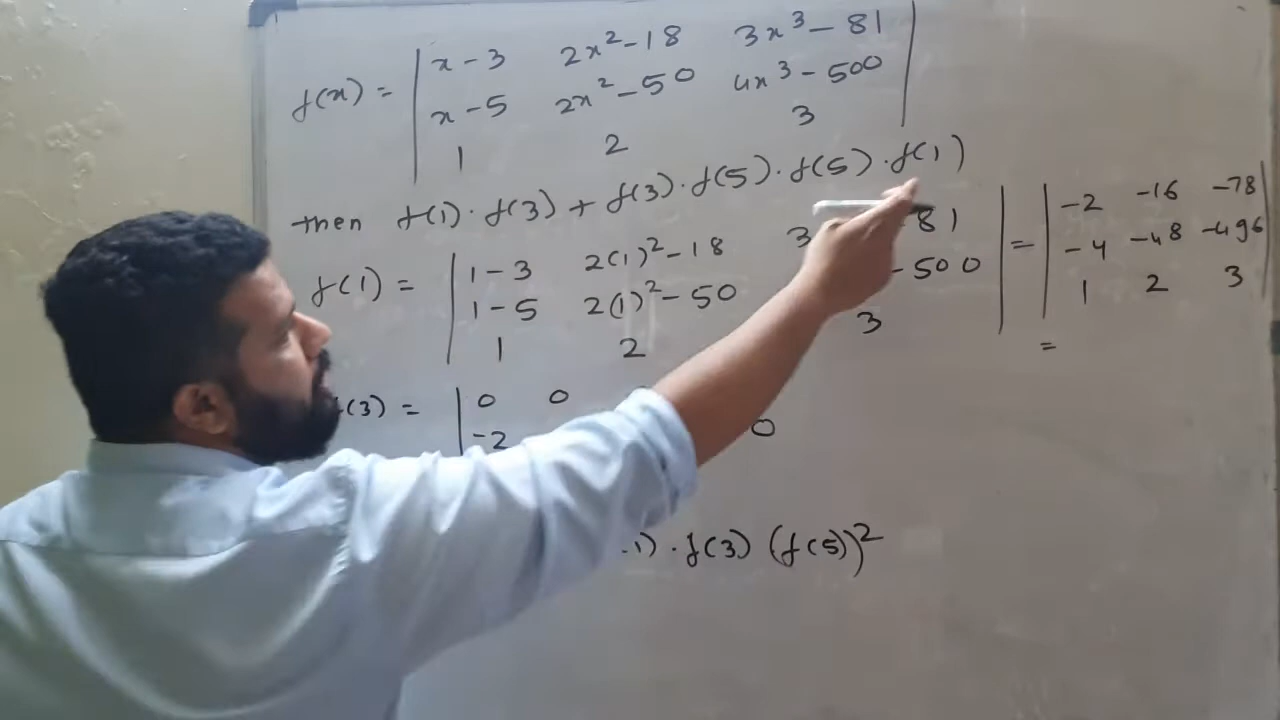 f(x) = | x-3 2x²-18 3x³-81 |
| x-5 2x²-50 4x³-500 |
| 1 2 3 |
then f(1)·f(3) + f(3)·f(5)·f(5)·f(1)
f(1) = | 1-3 2(1)²-18 3 81 | = | -2 -16 -78 |
| 1-5 2(1)²-50 -500 | | -4 -48 -496 |
| 1 2 3 | | 1 2 3 |
=
(3) = | 0 0
| -2 0
1)·f(3) (f(5))²